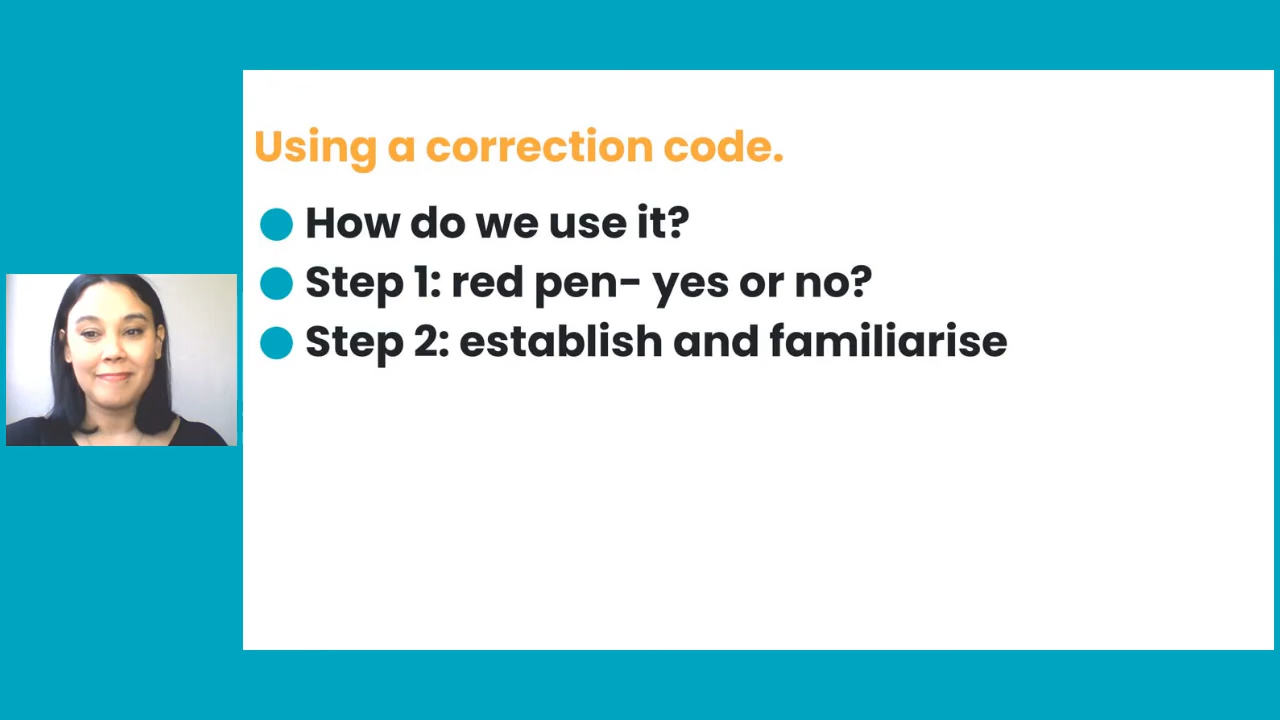 Using a correction code.
How do we use it?
Step 1: red pen- yes or no?
Step 2: establish and familiarise